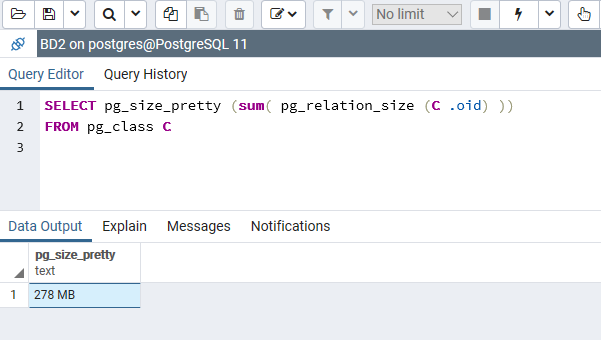 No limit
BD2 on postgres@PostgreSQL 11
Query Editor Query History
1 SELECT pg_size_pretty (sum( pg_relation_size (C .oid) ))
2 FROM pg_class C
3
Data Output Explain Messages Notifications
pg_size_pretty
text
1 278 MB